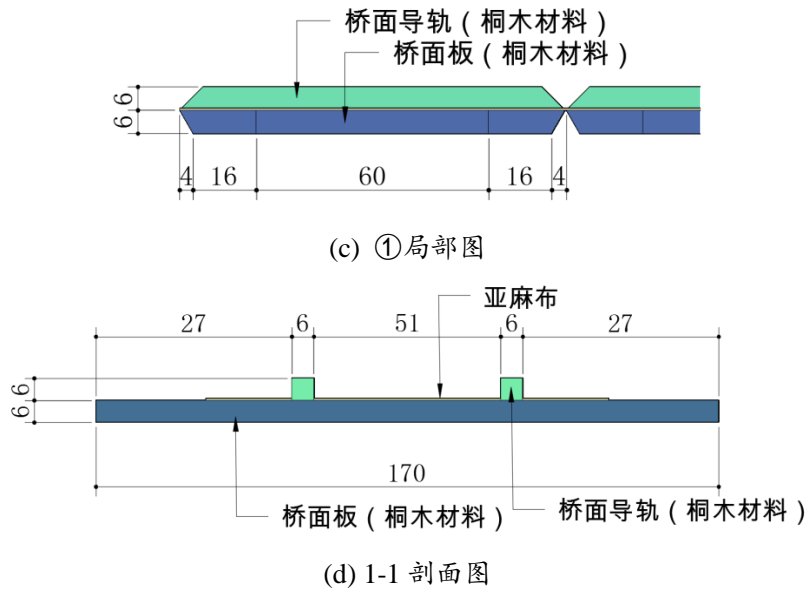 桥面导轨（桐木材料）
桥面板（桐木材料）
6
6
4 16 60 16 4
(c) ①局部图
亚麻布
27 6 51 6 27
6
6
170
桥面板（桐木材料） 桥面导轨（桐木材料）
(d) 1-1 剖面图